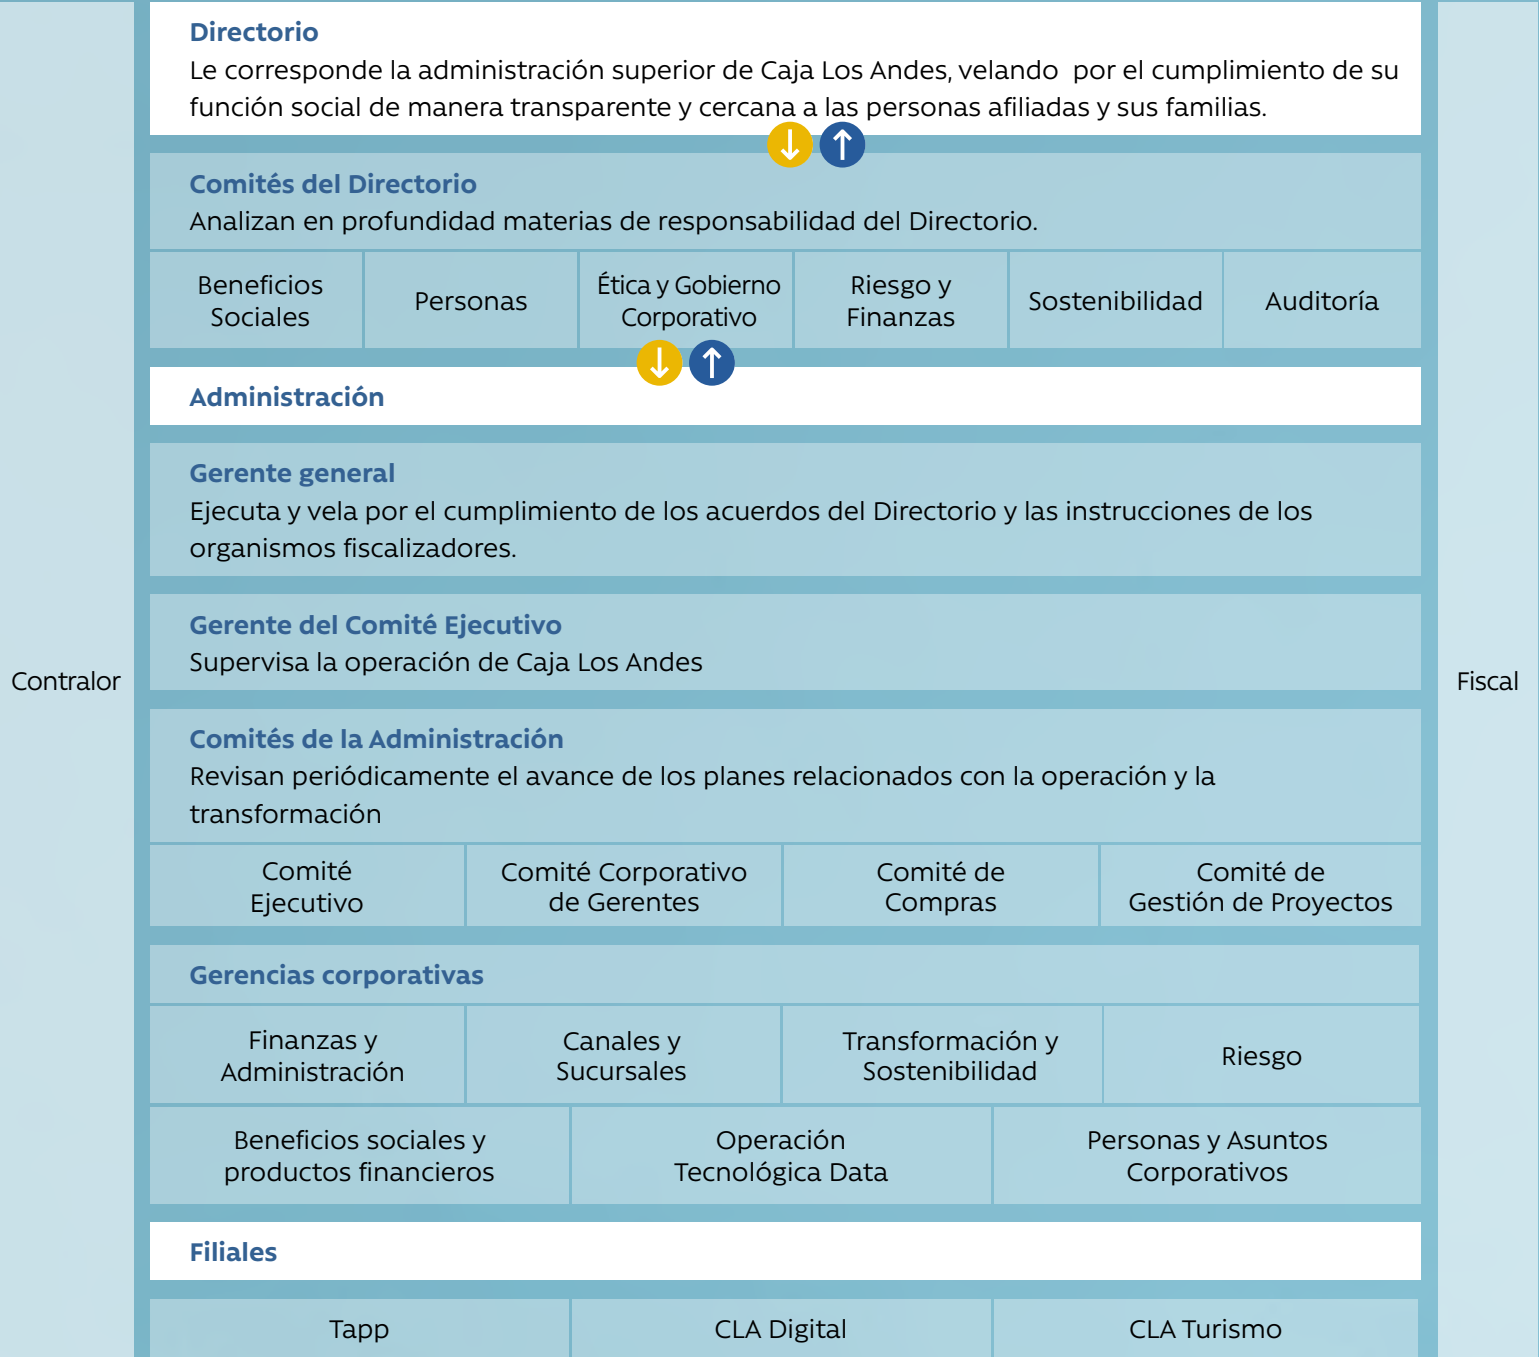 Directorio
Le corresponde la administración superior de Caja Los Andes, velando por el cumplimiento de su
función social de manera transparente y cercana a las personas afiliadas y sus familias.
Comités del Directorio
Analizan en profundidad materias de responsabilidad del Directorio.
Beneficios
Sociales
Personas
Ética y Gobierno
Corporativo
Riesgo y
Finanzas
Sostenibilidad
Auditoría
Administración
Gerente general
Ejecuta y vela por el cumplimiento de los acuerdos del Directorio y las instrucciones de los
organismos fiscalizadores.
Gerente del Comité Ejecutivo
Supervisa la operación de Caja Los Andes
Contralor
Fiscal
Comités de la Administración
Revisan periódicamente el avance de los planes relacionados con la operación y la
transformación
Comité
Ejecutivo
Comité Corporativo
de Gerentes
Comité de
Compras
Comité de
Gestión de Proyectos
Gerencias corporativas
Finanzas y
Administración
Canales y
Sucursales
Transformación y
Sostenibilidad
Riesgo
Beneficios sociales y
productos financieros
Operación
Tecnológica Data
Personas y Asuntos
Corporativos
Filiales
Tapp
CLA Digital
CLA Turismo